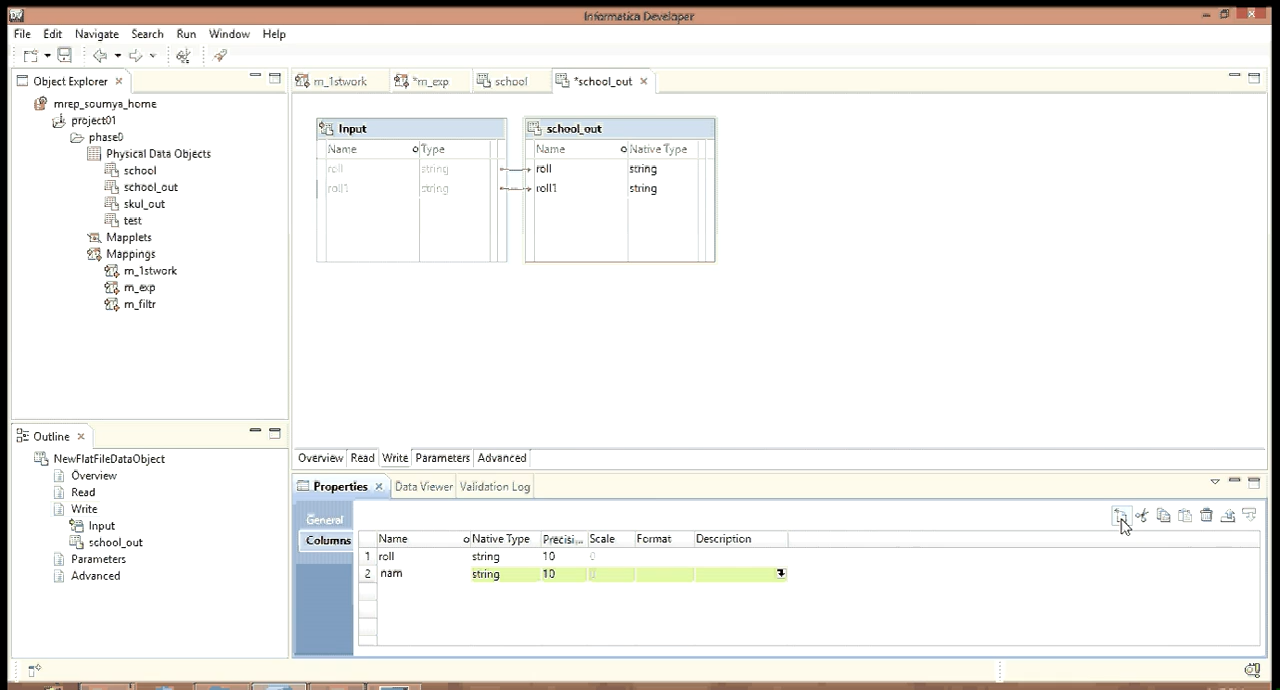 Informatica Developer
File Edit Navigate Search Run Window Help
Object Explorer
m_1stwork *m_exp school *school_out
mrep_soumya_home
project01
phase0
Physical Data Objects
school
school_out
skul_out
test
Mapplets
Mappings
m_1stwork
m_exp
m_filtr
Input
Name Type
roll string
roll1 string
school_out
Name Native Type
roll string
roll1 string
Overview Read Write Parameters Advanced
Outline
NewFlatFileDataObject
Overview
Read
Write
Input
school_out
Parameters
Advanced
Properties Data Viewer Validation Log
General
Columns
Name Native Type Precisi... Scale Format Description
1 roll string 10 0
2 nam string 10 0